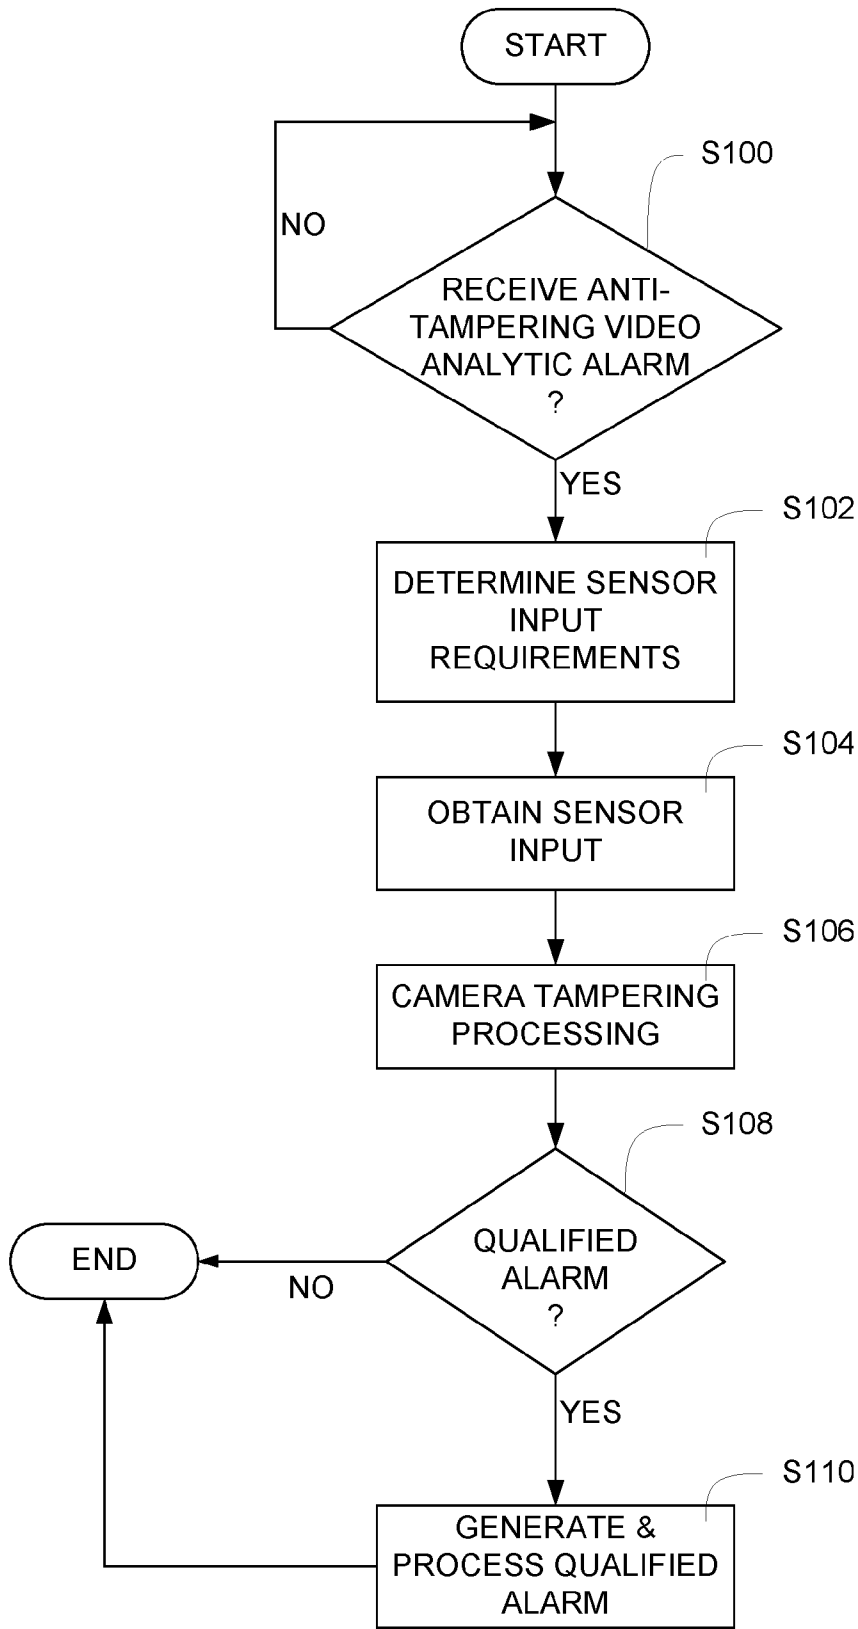 START
S100
NO
RECEIVE ANTI-
TAMPERING VIDEO
ANALYTIC ALARM
?
YES
S102
DETERMINE SENSOR
INPUT
REQUIREMENTS
S104
OBTAIN SENSOR
INPUT
S106
CAMERA TAMPERING
PROCESSING
S108
QUALIFIED
ALARM
?
END
NO
YES
S110
GENERATE &
PROCESS QUALIFIED
ALARM